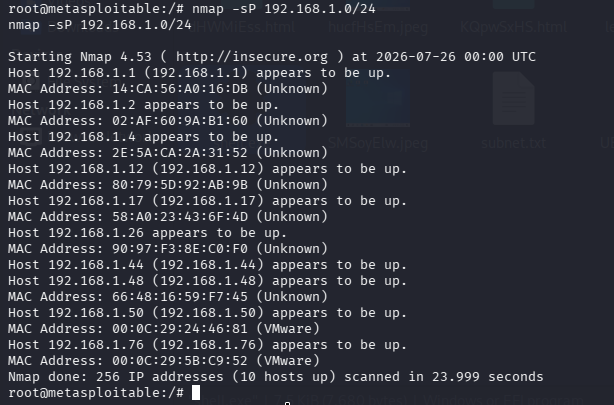 root@metasploitable:/# nmap -sP 192.168.1.0/24
nmap -sP 192.168.1.0/24
Starting Nmap 4.53 ( http://insecure.org ) at 2026-07-26 00:00 UTC
Host 192.168.1.1 (192.168.1.1) appears to be up.
MAC Address: 14:CA:56:A0:16:DB (Unknown)
Host 192.168.1.2 appears to be up.
MAC Address: 02:AF:60:9A:B1:60 (Unknown)
Host 192.168.1.4 appears to be up.
MAC Address: 2E:5A:CA:2A:31:52 (Unknown)
Host 192.168.1.12 (192.168.1.12) appears to be up.
MAC Address: 80:79:5D:92:AB:9B (Unknown)
Host 192.168.1.17 (192.168.1.17) appears to be up.
MAC Address: 58:A0:23:43:6F:4D (Unknown)
Host 192.168.1.26 appears to be up.
MAC Address: 90:97:F3:8E:C0:F0 (Unknown)
Host 192.168.1.44 (192.168.1.44) appears to be up.
Host 192.168.1.48 (192.168.1.48) appears to be up.
MAC Address: 66:48:16:59:F7:45 (Unknown)
Host 192.168.1.50 (192.168.1.50) appears to be up.
MAC Address: 00:0C:29:24:46:81 (VMware)
Host 192.168.1.76 (192.168.1.76) appears to be up.
MAC Address: 00:0C:29:5B:C9:52 (VMware)
Nmap done: 256 IP addresses (10 hosts up) scanned in 23.999 seconds
root@metasploitable:/#
subnet.txt